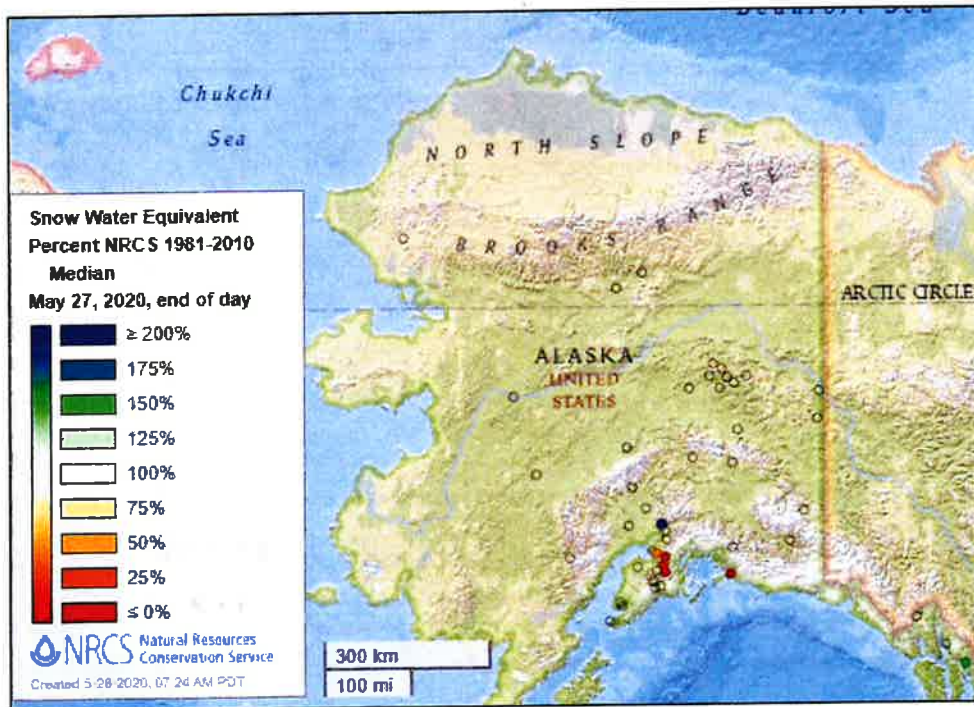 Beaufort Sea
Chukchi
Sea
NORTH SLOPE
BROOKS RANGE
ARCTIC CIRCLE
ALASKA
UNITED
STATES
Snow Water Equivalent
Percent NRCS 1981-2010
Median
May 27, 2020, end of day
≥ 200%
175%
150%
125%
100%
75%
50%
25%
≤ 0%
NRCS Natural Resources
Conservation Service
Created 5-28-2020, 07:24 AM PDT
300 km
100 mi